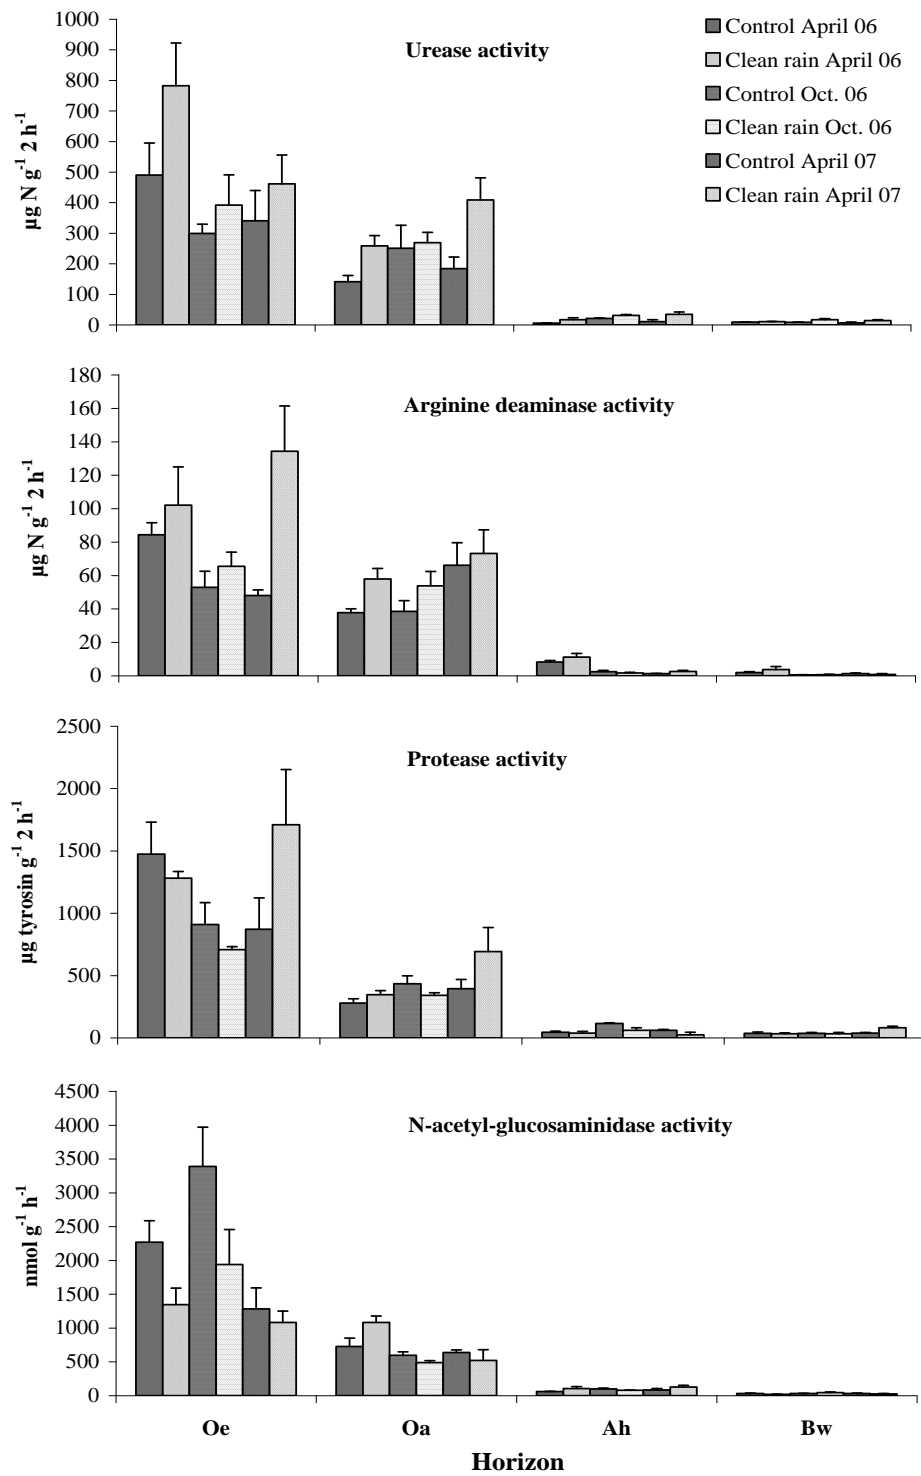 Urease activity
Control April 06
Clean rain April 06
Control Oct. 06
Clean rain Oct. 06
Control April 07
Clean rain April 07
µg N g-1 2 h-1
1000
900
800
700
600
500
400
300
200
100
0
Arginine deaminase activity
µg N g-1 2 h-1
180
160
140
120
100
80
60
40
20
0
Protease activity
µg tyrosin g-1 2 h-1
2500
2000
1500
1000
500
0
N-acetyl-glucosaminidase activity
nmol g-1 h-1
4500
4000
3500
3000
2500
2000
1500
1000
500
0
Oe Oa Ah Bw
Horizon